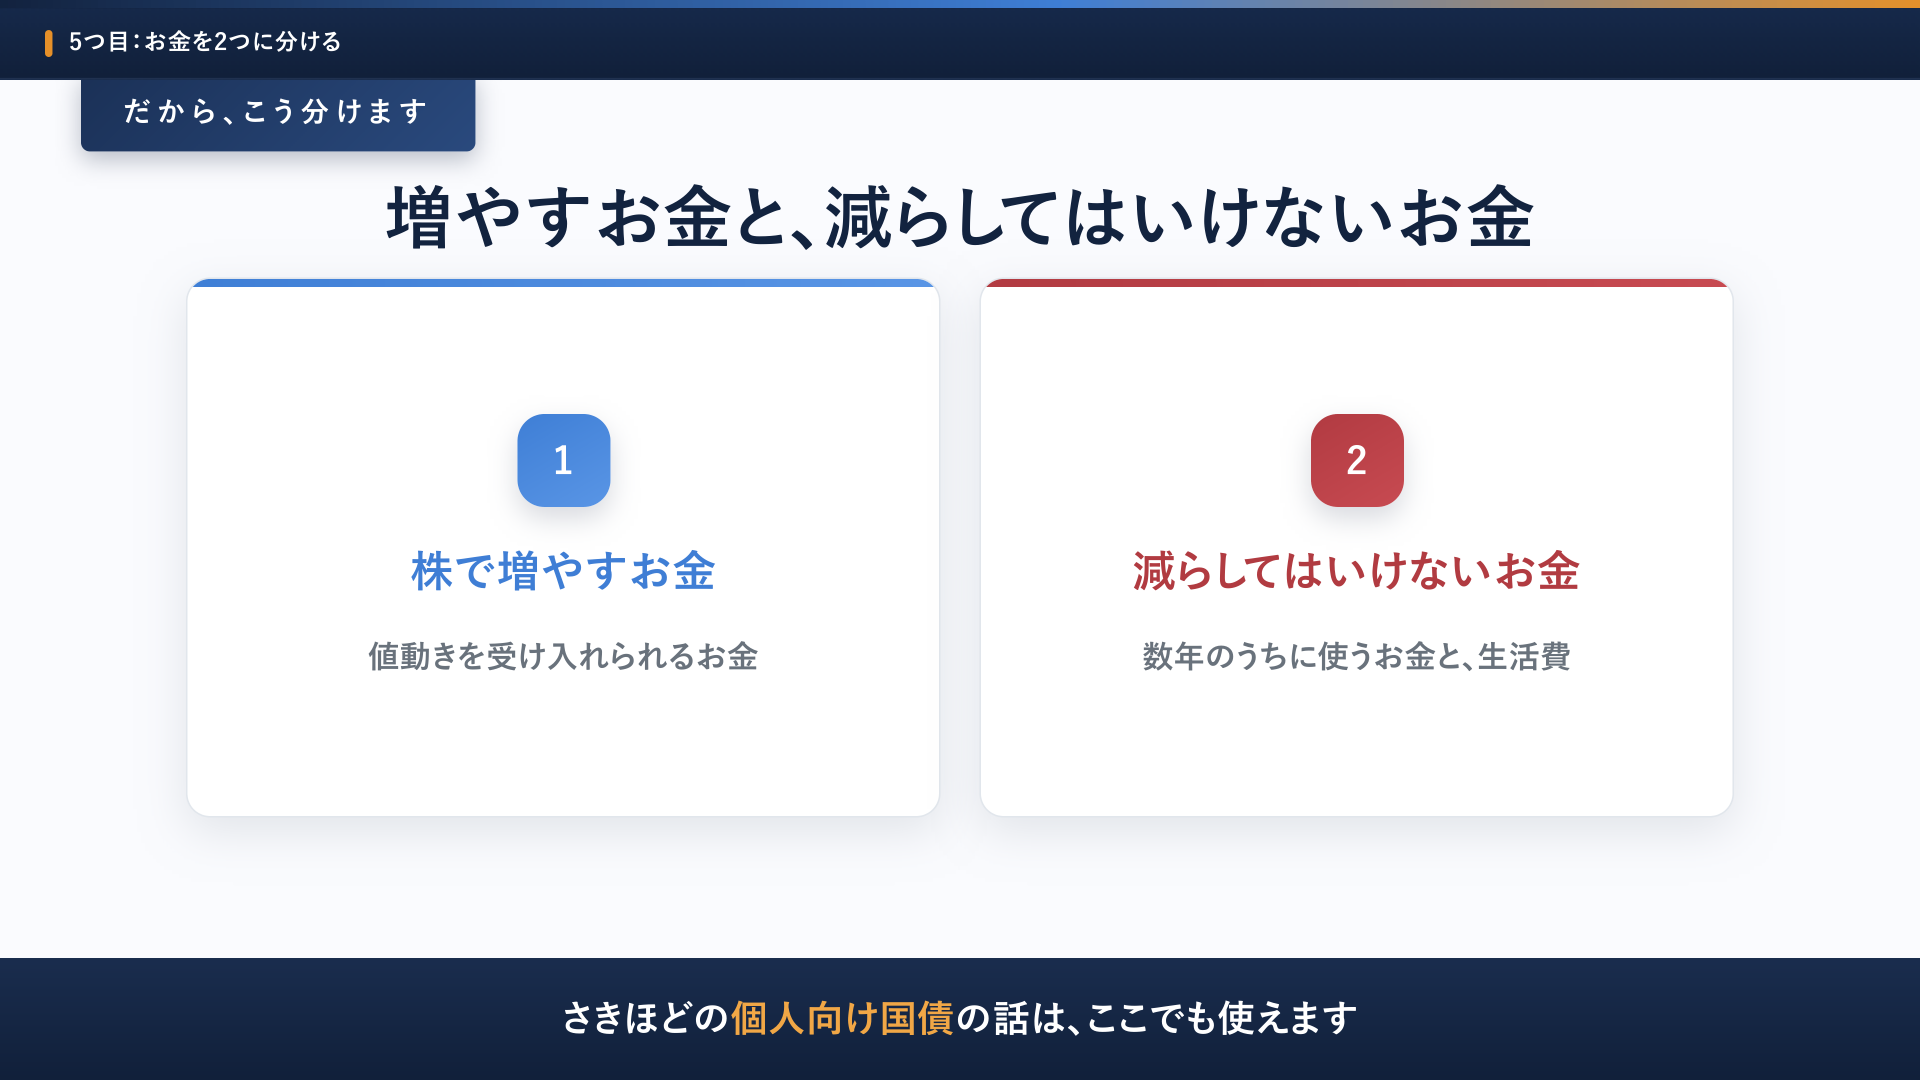 5つ目：お金を2つに分ける
だから、こう分けます
増やすお金と、減らしてはいけないお金
1
株で増やすお金
値動きを受け入れられるお金
2
減らしてはいけないお金
数年のうちに使うお金と、生活費
さきほどの個人向け国債の話は、ここでも使えます